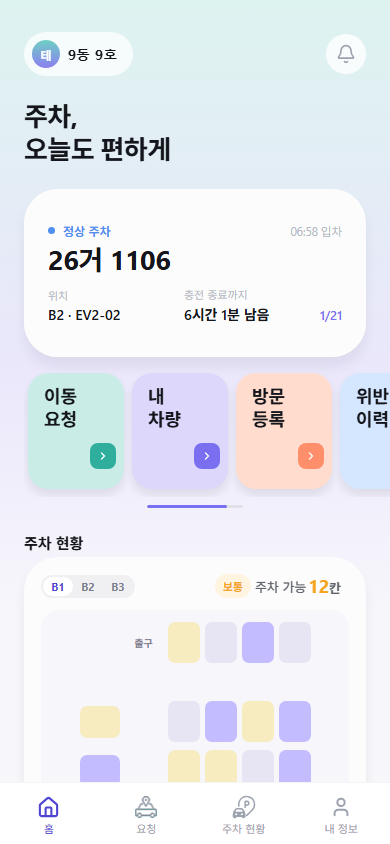 테 9동 9호
주차,
오늘도 편하게
정상 주차 06:58 입차
26거 1106
위치 충전 종료까지
B2 · EV2-02 6시간 1분 남음 1/21
이동 내 방문 위반
요청 차량 등록 이력
주차 현황
B1 B2 B3 보통 주차 가능 12칸
출구
P
홈 요청 주차 현황 내 정보